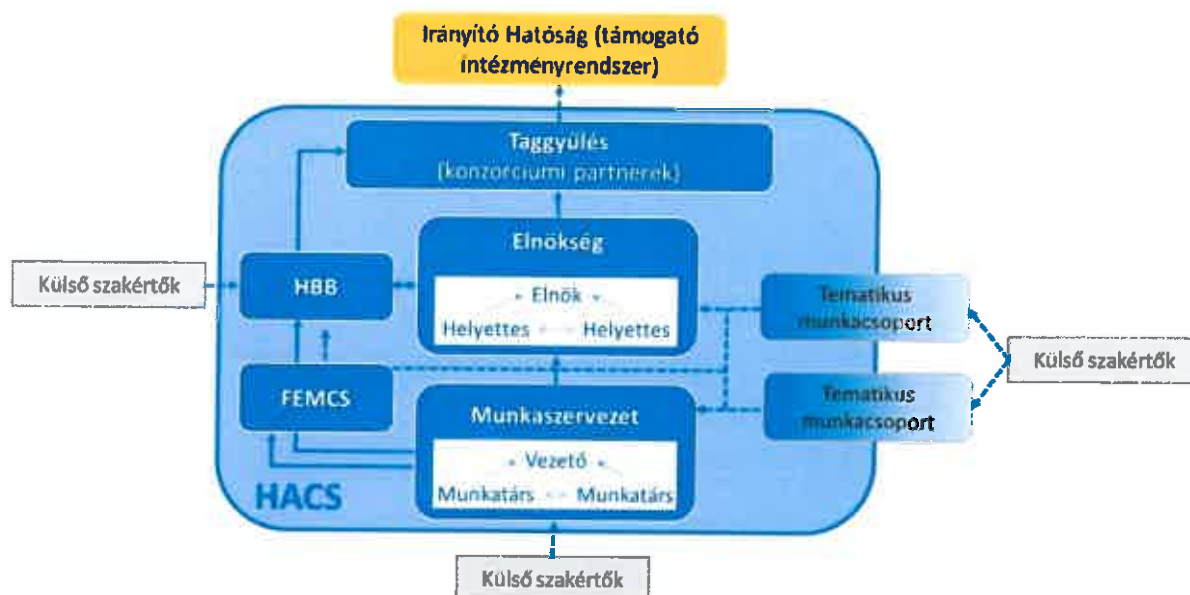 Irányító Hatóság (támogató
intézményrendszer)
Taggyűlés
(konzorciumi partnerek)
Elnökség
Elnök
Helyettes
Helyettes
Külső szakértők
HBB
Tematikus
munkacsoport
Külső szakértők
FEMCS
Tematikus
munkacsoport
Munkaszervezet
Vezető
Munkatárs
Munkatárs
HACS
Külső szakértők